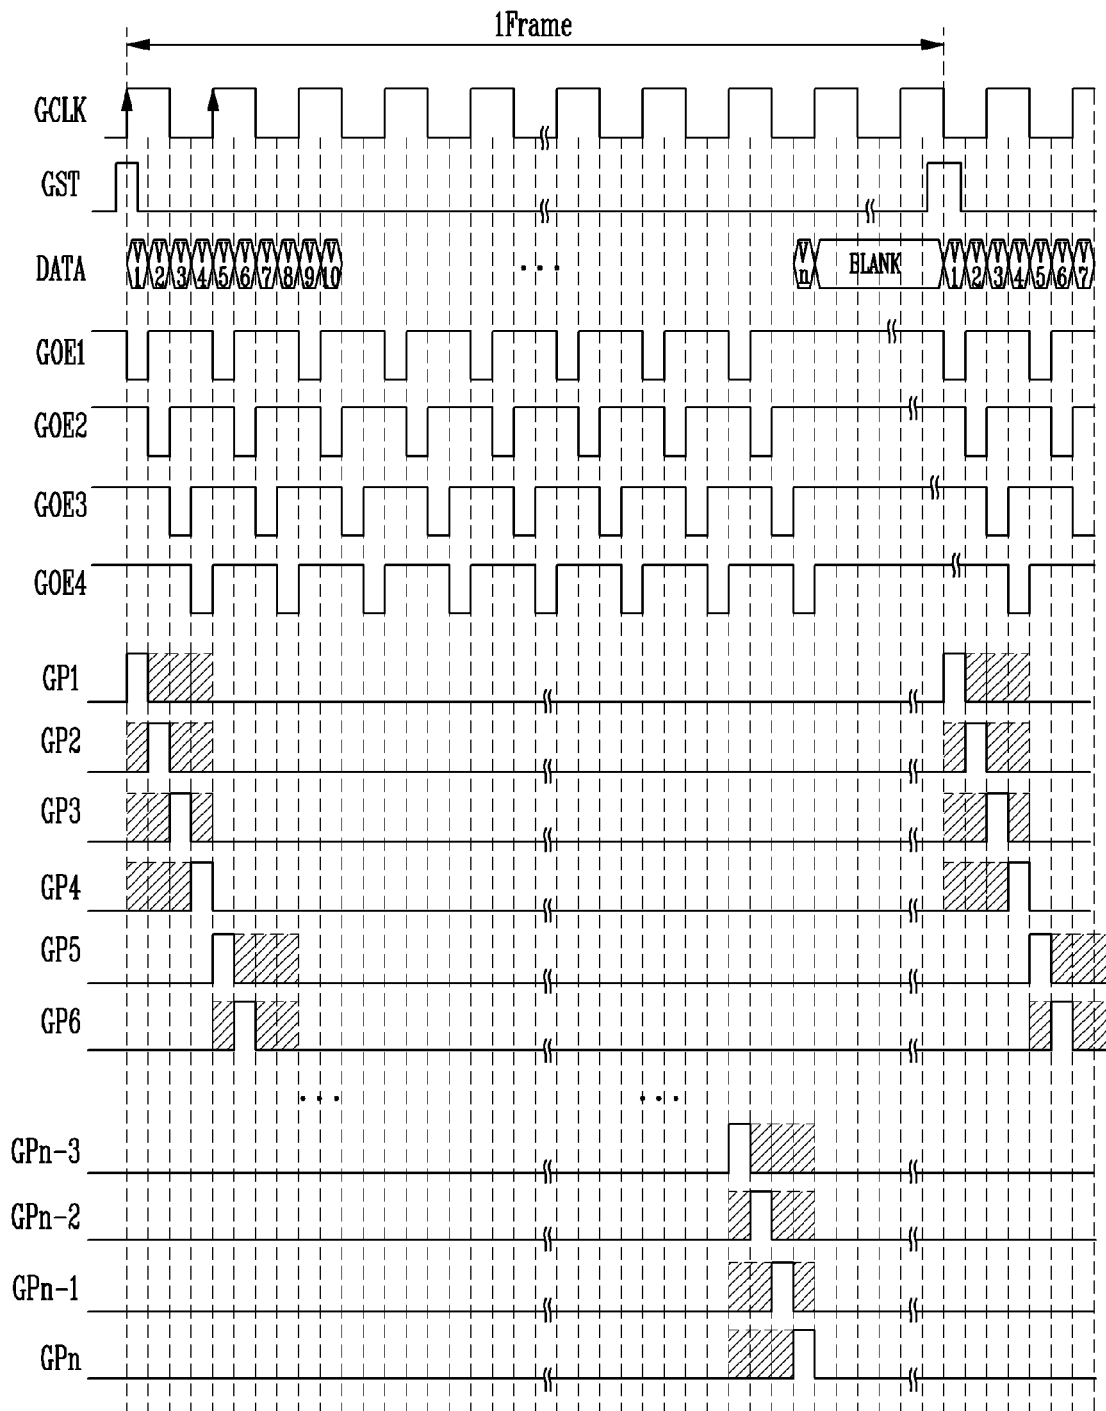 1Frame
GCLK
GST
DATA V1 V2 V3 V4 V5 V6 V7 V8 V9 V10 ... Vn BLANK V1 V2 V3 V4 V5 V6 V7
GOE1
GOE2
GOE3
GOE4
GP1
GP2
GP3
GP4
GP5
GP6
... ...
GPn-3
GPn-2
GPn-1
GPn